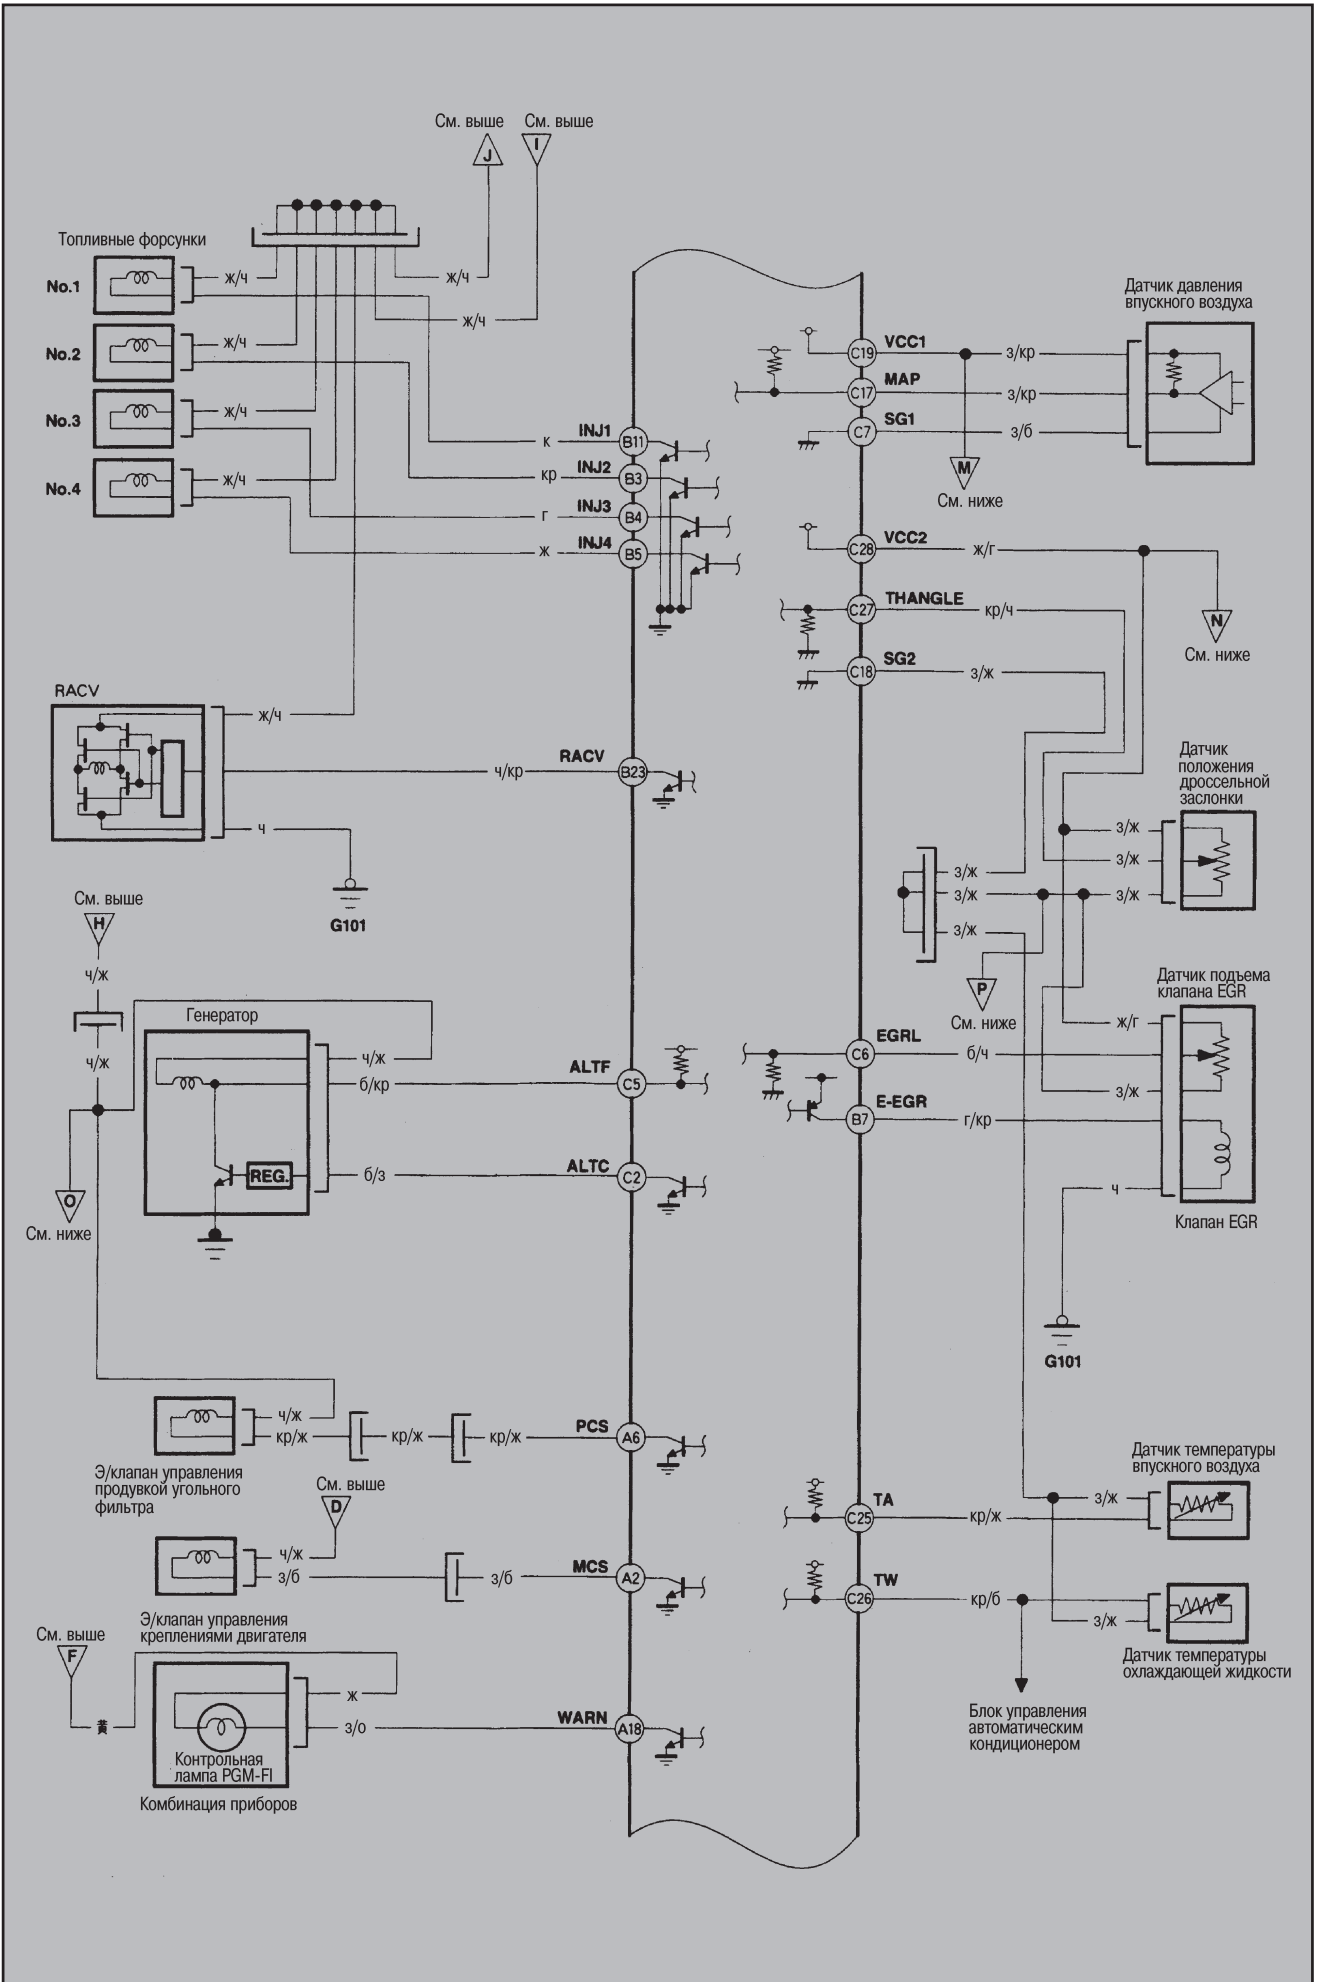 См. выше
См. выше
J
I
Топливные форсунки
No.1
ж/ч
ж/ч
ж/ч
No.2
ж/ч
No.3
ж/ч
No.4
ж/ч
к
INJ1
B11
кр
INJ2
B3
г
INJ3
B4
ж
INJ4
B5
RACV
ж/ч
ч/кр
RACV
B23
ч
G101
См. выше
H
ч/ж
ч/ж
Генератор
ч/ж
б/кр
ALTF
C5
REG.
б/з
ALTC
C2
O
См. ниже
ч/ж
кр/ж
кр/ж
кр/ж
PCS
A6
Э/клапан управления
продувкой угольного
фильтра
См. выше
D
ч/ж
з/б
з/б
MCS
A2
Э/клапан управления
креплениями двигателя
См. выше
F
黄
ж
з/о
WARN
A18
Контрольная
лампа PGM-FI
Комбинация приборов
Датчик давления
впускного воздуха
C19
VCC1
з/кр
C17
MAP
з/кр
C7
SG1
з/б
M
См. ниже
C28
VCC2
ж/г
C27
THANGLE
кр/ч
N
См. ниже
C18
SG2
з/ж
Датчик
положения
дроссельной
заслонки
з/ж
з/ж
з/ж
з/ж
з/ж
з/ж
P
См. ниже
Датчик подъема
клапана EGR
ж/г
C6
EGRL
б/ч
з/ж
B7
E-EGR
г/кр
ч
Клапан EGR
G101
Датчик температуры
впускного воздуха
з/ж
C25
TA
кр/ж
C26
TW
кр/б
з/ж
Датчик температуры
охлаждающей жидкости
Блок управления
автоматическим
кондиционером